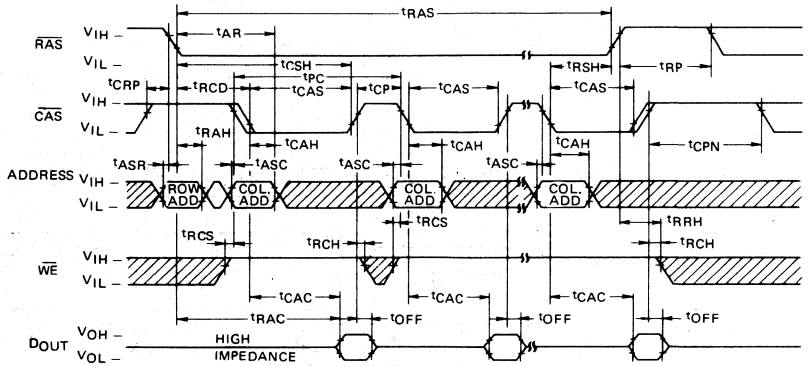 tRAS
tAR
RAS
VIH
VIL
tCSH
tPC
tRSH
tRP
tCRP
tRCD
tCAS
tCP
tCAS
tCAS
CAS
VIH
VIL
tRAH
tCAH
tCAH
tCAH
tCPN
tASR
tASC
tASC
tASC
ADDRESS
VIH
VIL
ROW ADD
COL. ADD
COL. ADD
COL. ADD
tRCS
tRRH
tRCS
tRCH
tRCH
WE
VIH
VIL
tCAC
tCAC
tCAC
tRAC
tOFF
tOFF
tOFF
DOUT
VOH
VOL
HIGH
IMPEDANCE